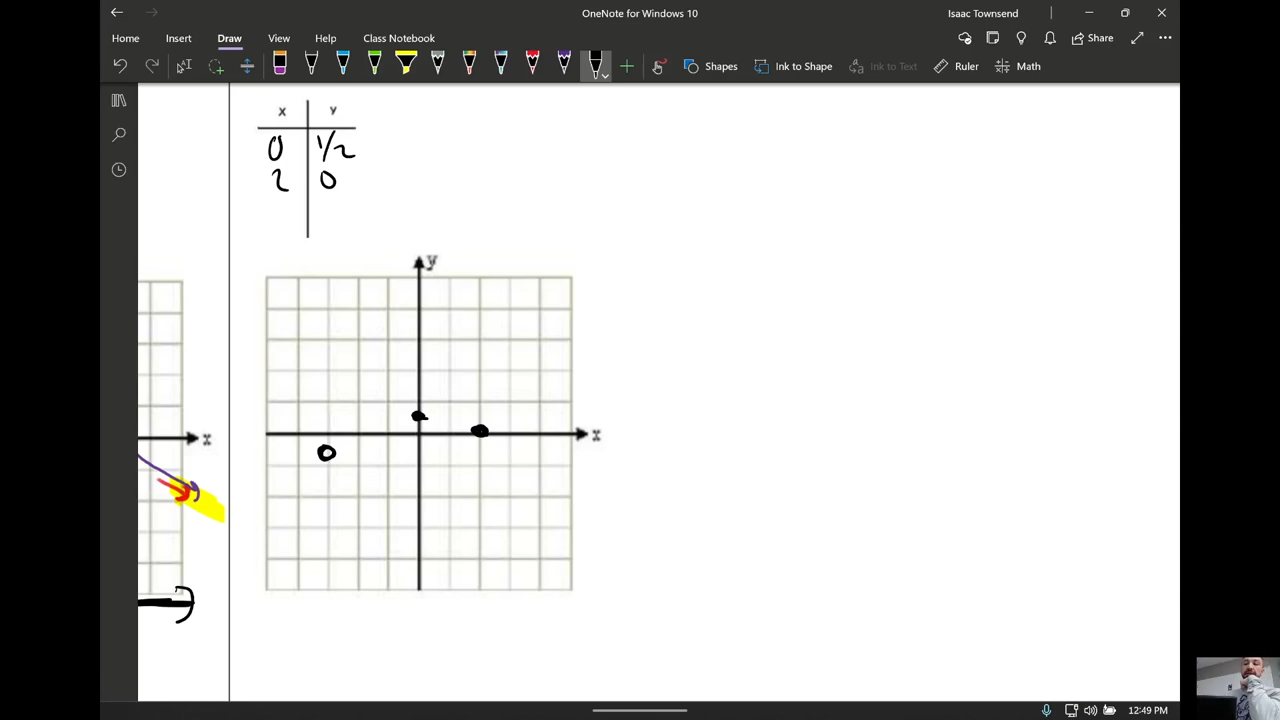 OneNote for Windows 10
Isaac Townsend
Home Insert Draw View Help Class Notebook
Share
Shapes Ink to Shape Ink to Text Ruler Math
x y
0 1/2
2 0
y
x
x
12:49 PM